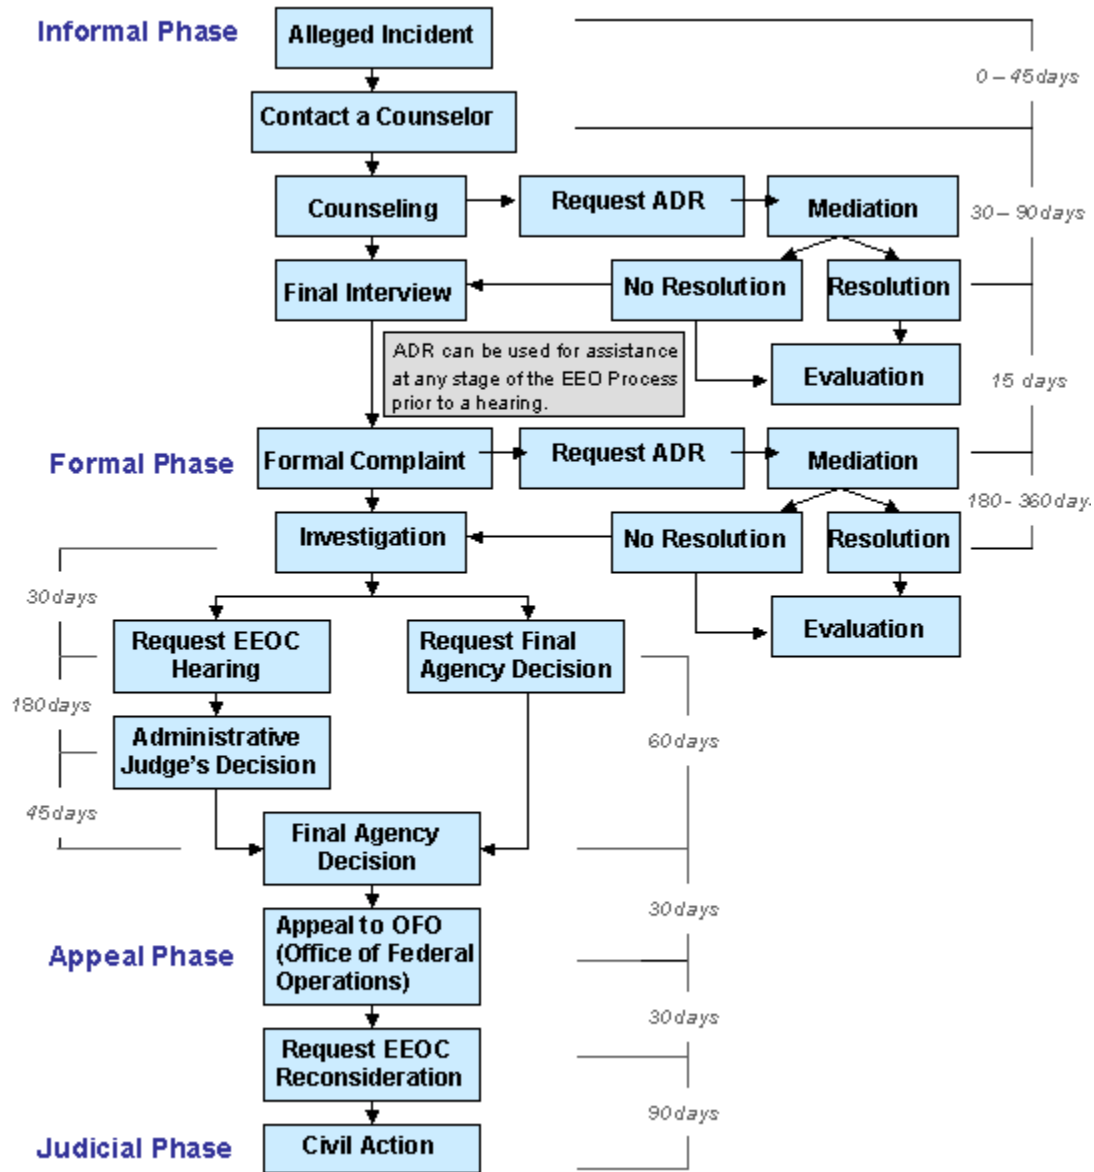 Informal Phase
Alleged Incident
0 – 45 days
Contact a Counselor
Counseling
Request ADR
Mediation
30 – 90 days
Final Interview
No Resolution
Resolution
ADR can be used for assistance
at any stage of the EEO Process
prior to a hearing.
Evaluation
15 days
Formal Phase
Formal Complaint
Request ADR
Mediation
180 - 360 day
Investigation
No Resolution
Resolution
30 days
Evaluation
Request EEOC
Hearing
Request Final
Agency Decision
180 days
Administrative
Judge's Decision
60 days
45 days
Final Agency
Decision
30 days
Appeal Phase
Appeal to OFO
(Office of Federal
Operations)
30 days
Request EEOC
Reconsideration
90 days
Judicial Phase
Civil Action